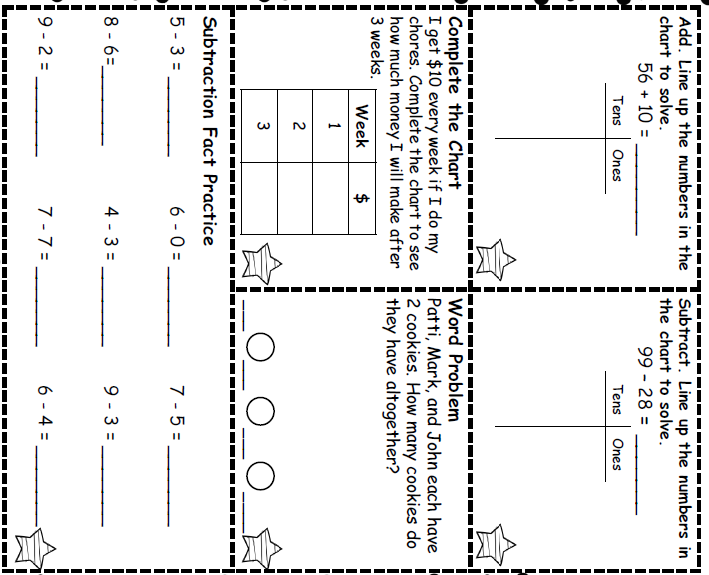 Add. Line up the numbers in the
chart to solve.
56 + 10 = ______
Tens Ones
Subtract. Line up the numbers in
the chart to solve.
99 - 28 = ______
Tens Ones
Complete the Chart
I get $10 every week if I do my
chores. Complete the chart to see
how much money I will make after
3 weeks.
Week $
1
2
3
Word Problem
Patti, Mark, and John each have
2 cookies. How many cookies do
they have altogether?
___ ___ ___ ___
Subtraction Fact Practice
5 - 3 = ______ 6 - 0 = ______ 7 - 5 = ______
8 - 6= ______ 4 - 3 = ______ 9 - 3 = ______
9 - 2 = ______ 7 - 7 = ______ 6 - 4 = ______